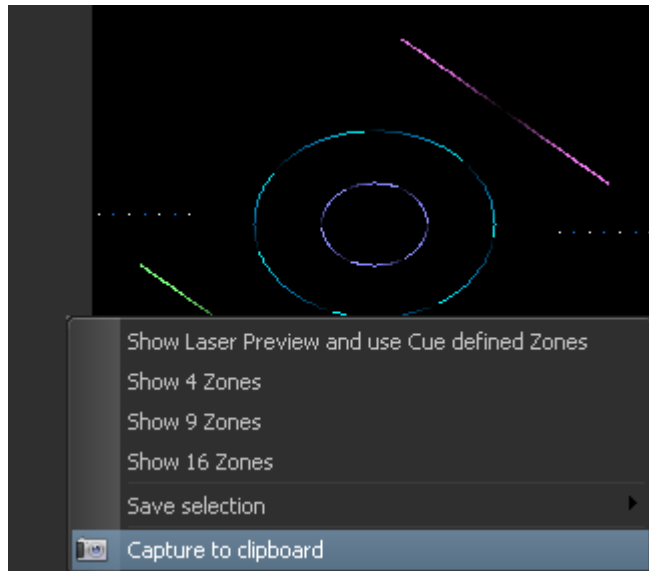 Show Laser Preview and use Cue defined Zones
Show 4 Zones
Show 9 Zones
Show 16 Zones
Save selection
Capture to clipboard